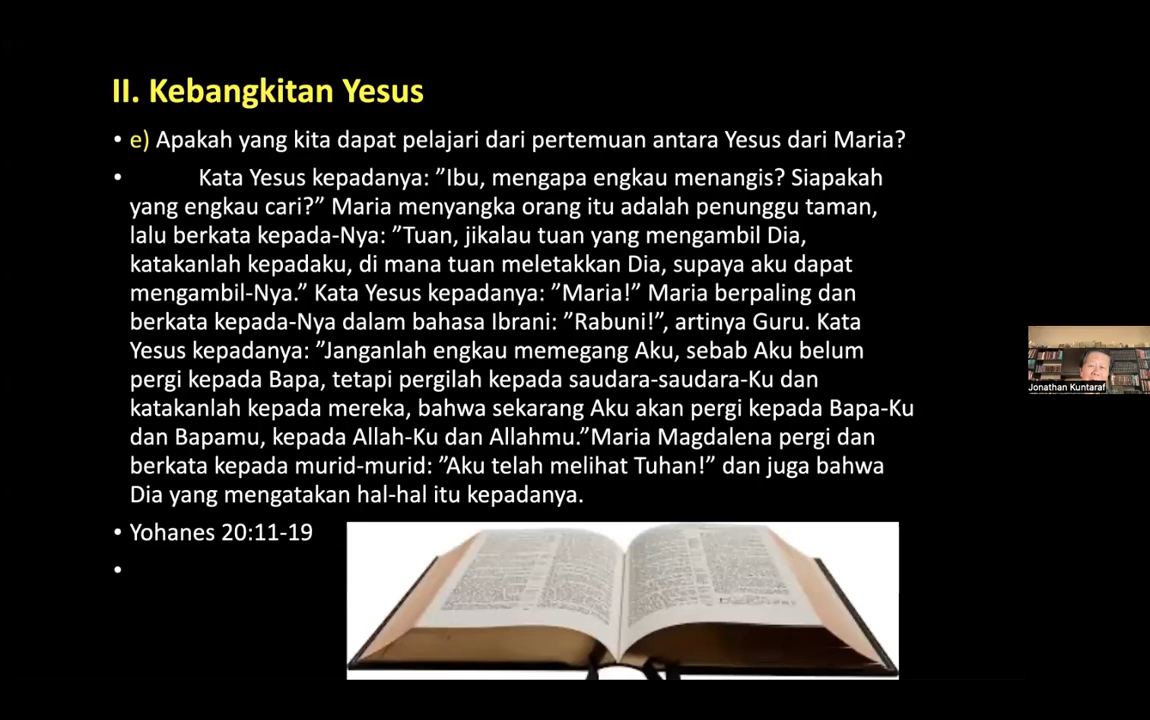 II. Kebangkitan Yesus
• e) Apakah yang kita dapat pelajari dari pertemuan antara Yesus dari Maria?
• Kata Yesus kepadanya: ”Ibu, mengapa engkau menangis? Siapakah
yang engkau cari?” Maria menyangka orang itu adalah penunggu taman,
lalu berkata kepada-Nya: ”Tuan, jikalau tuan yang mengambil Dia,
katakanlah kepadaku, di mana tuan meletakkan Dia, supaya aku dapat
mengambil-Nya.” Kata Yesus kepadanya: ”Maria!” Maria berpaling dan
berkata kepada-Nya dalam bahasa Ibrani: ”Rabuni!”, artinya Guru. Kata
Yesus kepadanya: ”Janganlah engkau memegang Aku, sebab Aku belum
pergi kepada Bapa, tetapi pergilah kepada saudara-saudara-Ku dan
katakanlah kepada mereka, bahwa sekarang Aku akan pergi kepada Bapa-Ku
dan Bapamu, kepada Allah-Ku dan Allahmu.”Maria Magdalena pergi dan
berkata kepada murid-murid: ”Aku telah melihat Tuhan!” dan juga bahwa
Dia yang mengatakan hal-hal itu kepadanya.
• Yohanes 20:11-19
•
Jonathan Kuntaraf